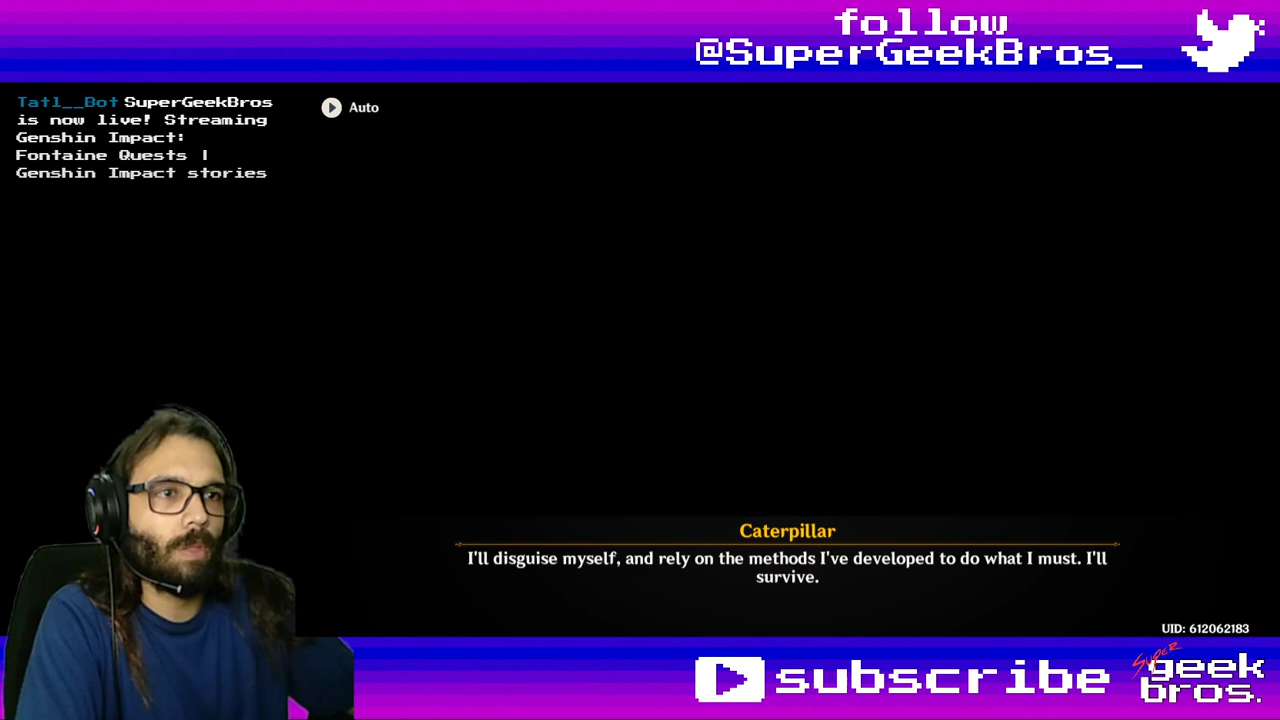 follow
@SuperGeekBros_
Tatl__Bot SuperGeekBros
is now live! Streaming
Genshin Impact:
Fontaine Quests |
Genshin Impact stories
Auto
Caterpillar
I'll disguise myself, and rely on the methods I've developed to do what I must. I'll
survive.
UID: 612062183
subscribe
SUPER
geek
bros.